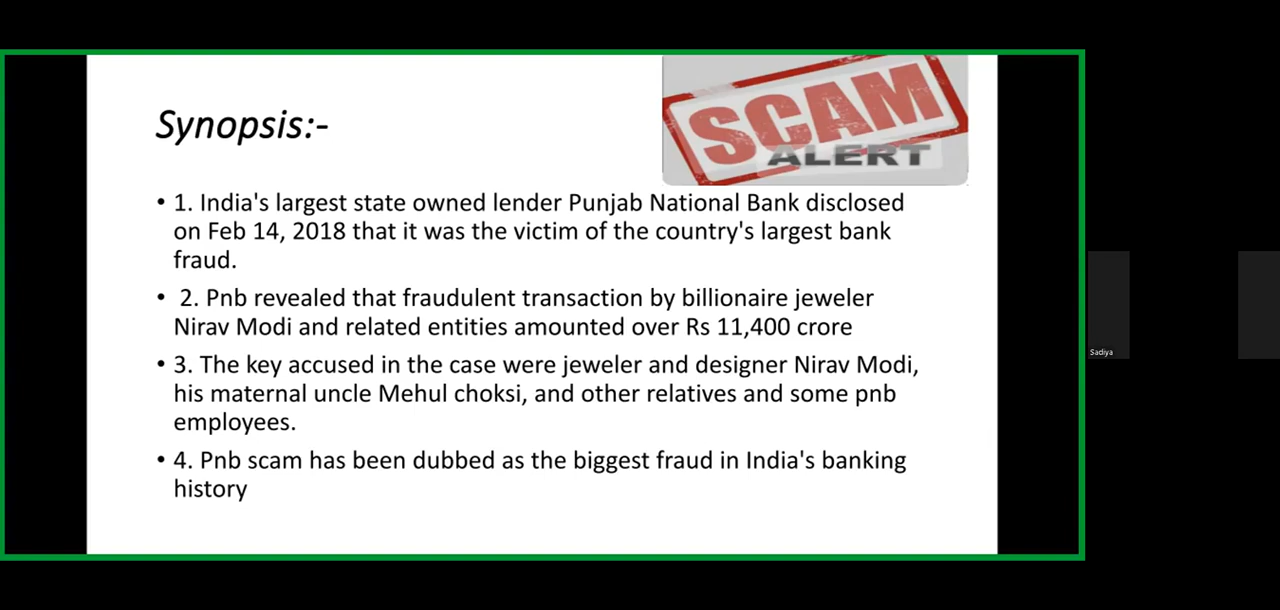 SCAM
ALERT
Synopsis:-
• 1. India's largest state owned lender Punjab National Bank disclosed
on Feb 14, 2018 that it was the victim of the country's largest bank
fraud.
• 2. Pnb revealed that fraudulent transaction by billionaire jeweler
Nirav Modi and related entities amounted over Rs 11,400 crore
• 3. The key accused in the case were jeweler and designer Nirav Modi,
his maternal uncle Mehul choksi, and other relatives and some pnb
employees.
• 4. Pnb scam has been dubbed as the biggest fraud in India's banking
history
Sadiya